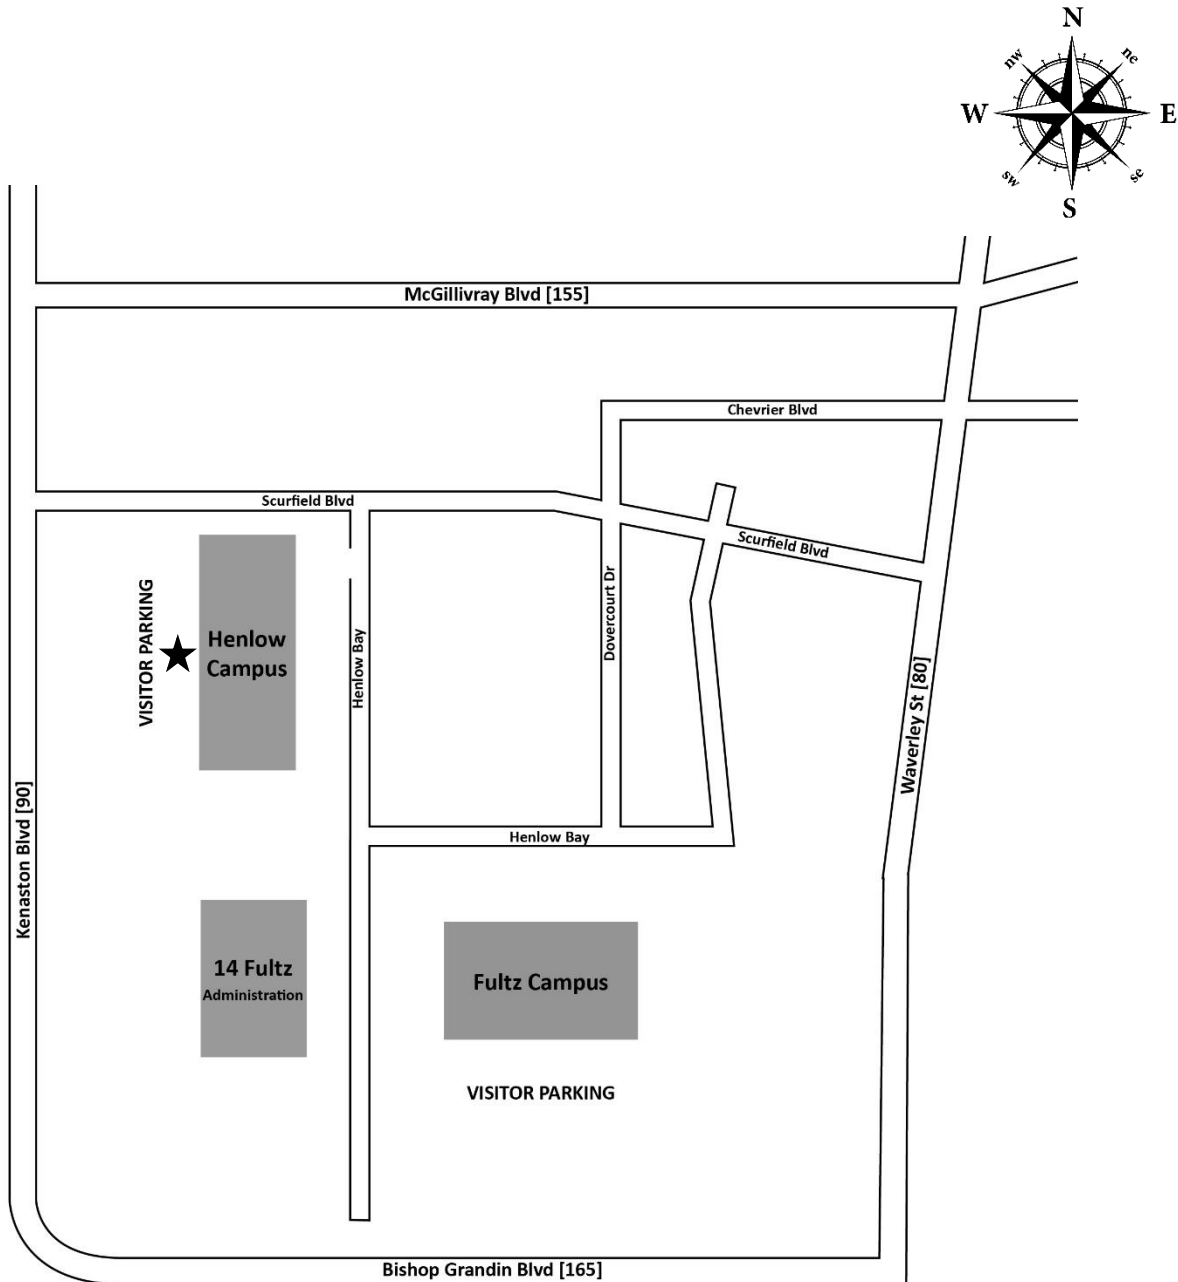 N
nw
ne
W
E
sw
se
S
McGillivray Blvd [155]
Chevrier Blvd
Scurfield Blvd
Scurfield Blvd
VISITOR PARKING
Henlow
Campus
Henlow Bay
Dovercourt Dr
Waverley St [80]
Kenaston Blvd [90]
Henlow Bay
14 Fultz
Administration
Fultz Campus
VISITOR PARKING
Bishop Grandin Blvd [165]